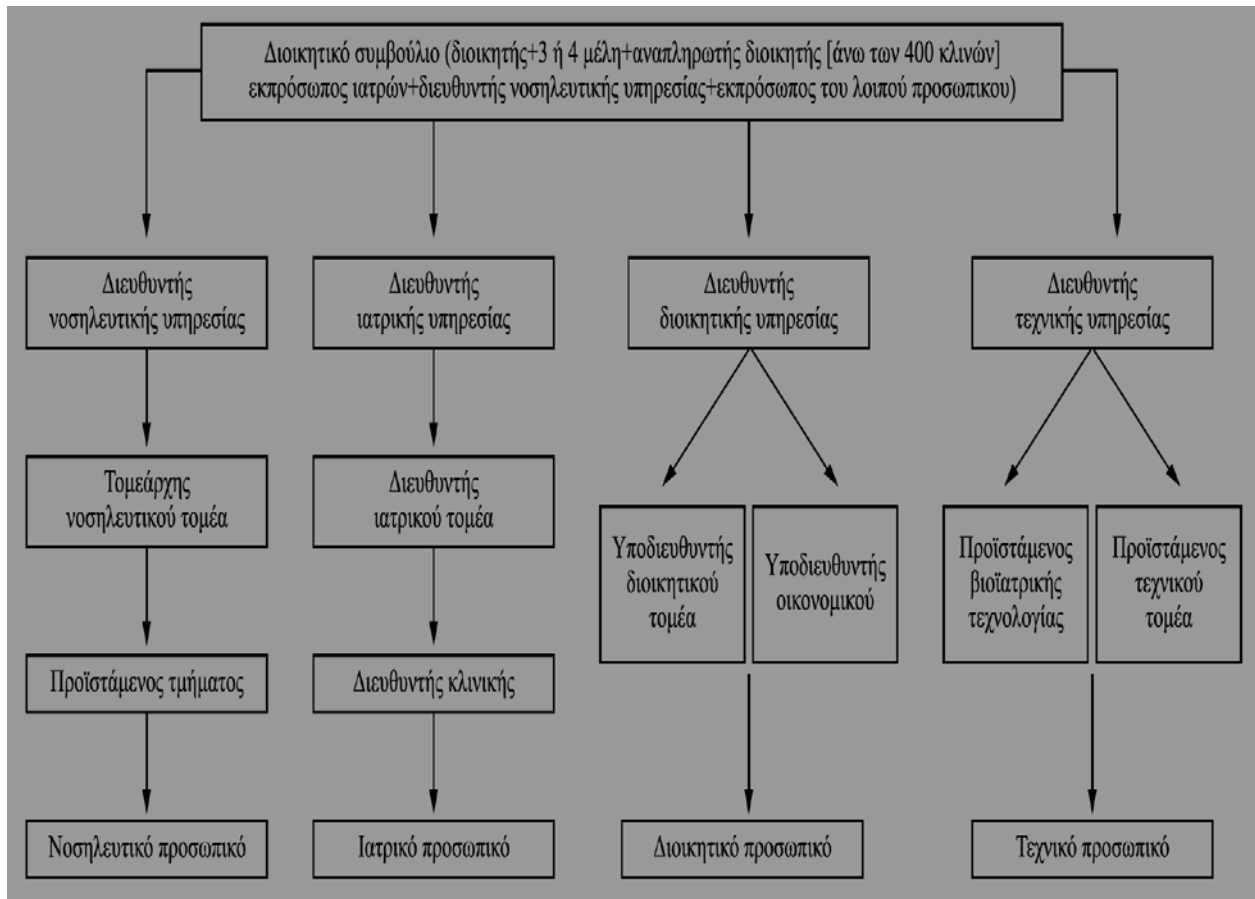 Διοικητικό συμβούλιο (διοικητής+3 ή 4 μέλη+αναπληρωτής διοικητής [άνω των 400 κλινών]
εκπρόσωπος ιατρών+διευθυντής νοσηλευτικής υπηρεσίας+εκπρόσωπος του λοιπού προσωπικου)
Διευθυντής
νοσηλευτικής υπηρεσίας
Διευθυντής
ιατρικής υπηρεσίας
Διευθυντής
διοικητικής υπηρεσίας
Διευθυντής
τεχνικής υπηρεσίας
Τομεάρχης
νοσηλευτικού τομέα
Διευθυντής
ιατρικού τομέα
Υποδιευθυντής
διοικητικού
τομέα
Υποδιευθυντής
οικονομικού
Προϊστάμενος
βιοϊατρικής
τεχνολογίας
Προϊστάμενος
τεχνικού
τομέα
Προϊστάμενος τμήματος
Διευθυντής κλινικής
Νοσηλευτικό προσωπικό
Ιατρικό προσωπικό
Διοικητικό προσωπικό
Τεχνικό προσωπικό